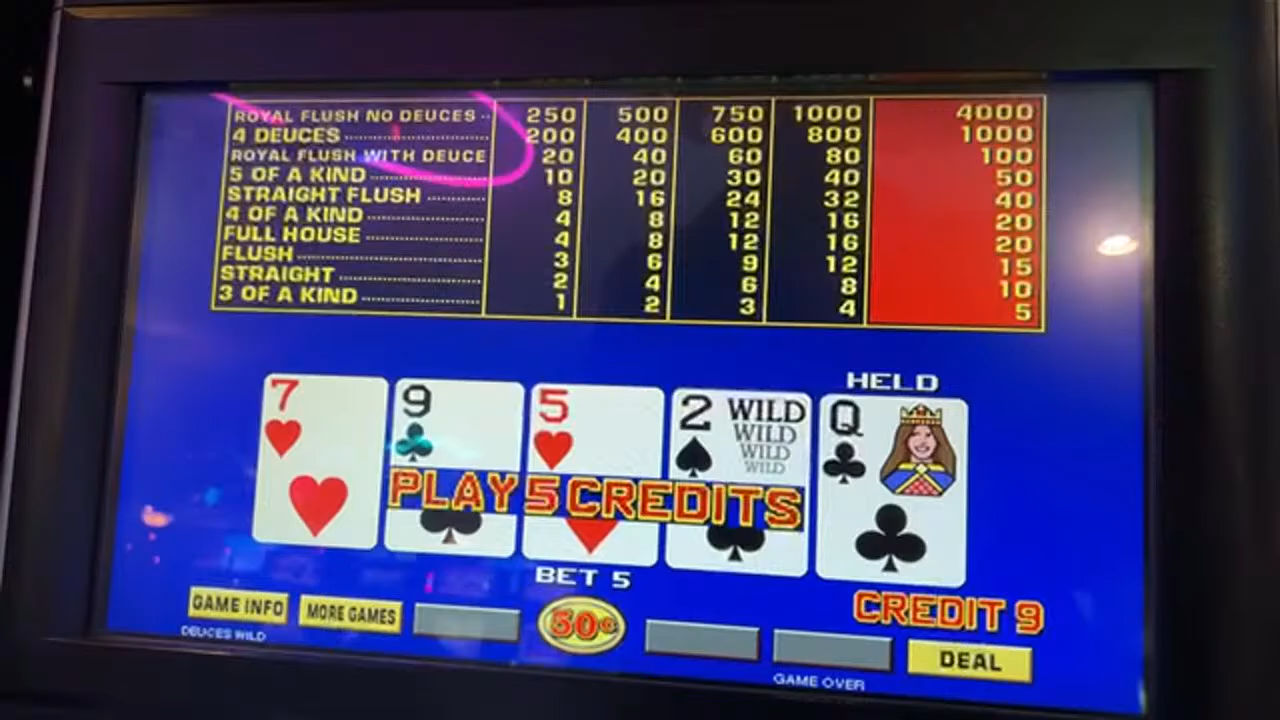 ROYAL FLUSH NO DEUCES .. 250 500 750 1000 4000
4 DEUCES 200 400 600 800 1000
ROYAL FLUSH WITH DEUCE 20 40 60 80 100
5 OF A KIND 10 20 30 40 50
STRAIGHT FLUSH 8 16 24 32 40
4 OF A KIND 4 8 12 16 20
FULL HOUSE 4 8 12 16 20
FLUSH 3 6 9 12 15
STRAIGHT 2 4 6 8 10
3 OF A KIND 1 2 3 4 5
HELD
7 9 5 2 WILD Q
WILD
WILD
WILD
PLAY 5 CREDITS
BET 5
CREDIT 9
GAME INFO MORE GAMES 50¢ DEAL
DEUCES WILD
GAME OVER